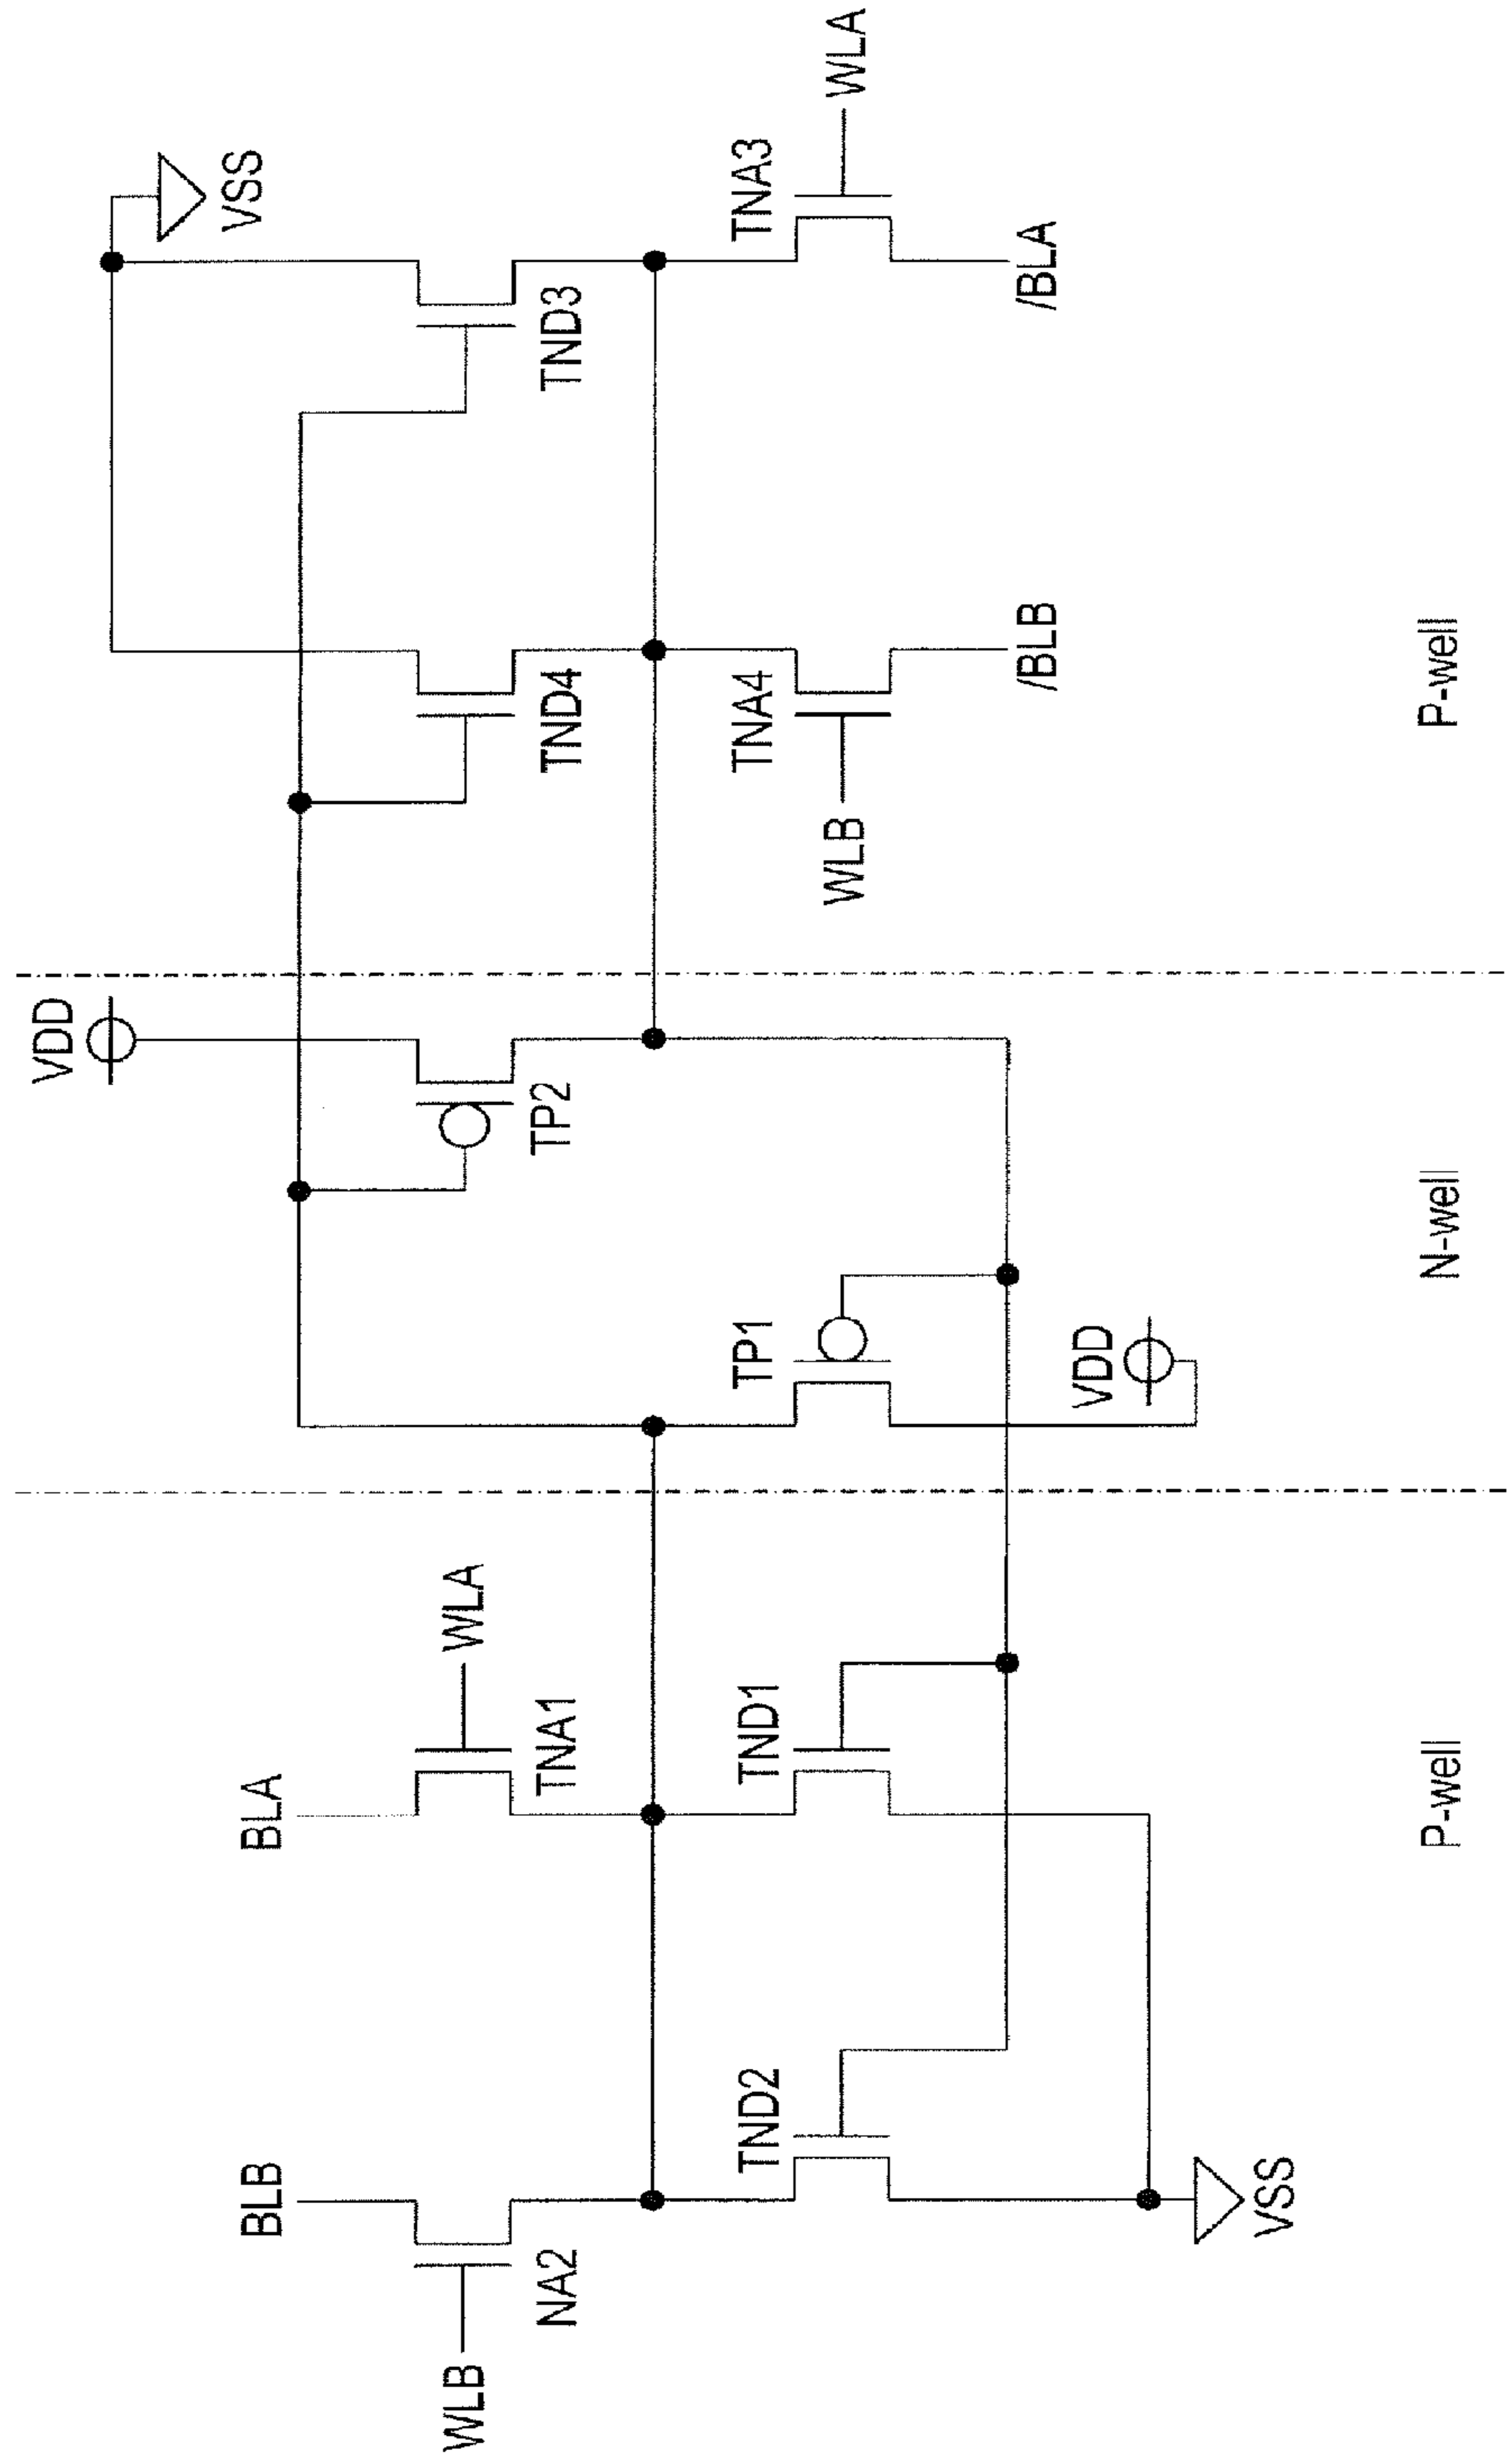 VDD
VSS
BLB
BLA
WLB
WLA
NA2
TNA1
TP2
TND4
TND3
TND2
TND1
TP1
TNA4
TNA3
WLB
WLA
/BLB
/BLA
VDD
VSS
P-well
N-well
P-well